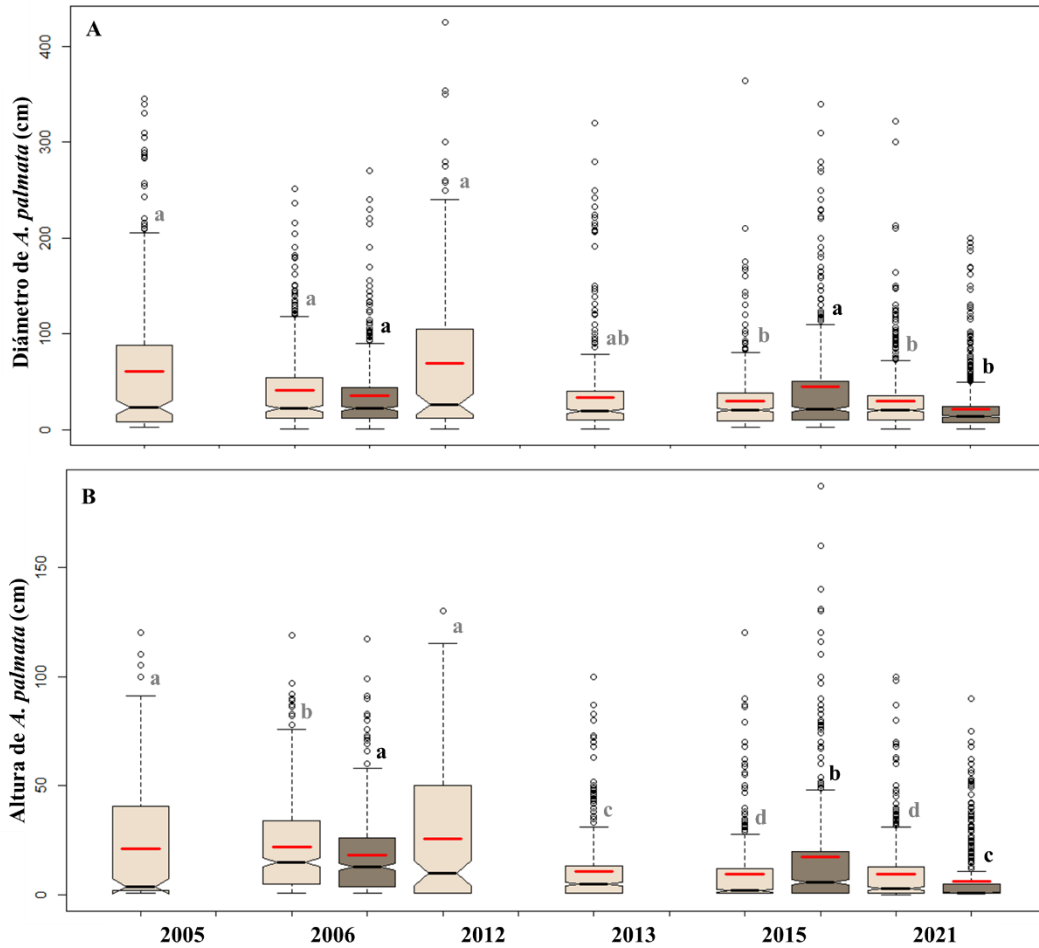 A
Diámetro de A. palmata (cm)
400
300
200
100
0
a
a
a
a
ab
b
a
b
b
B
Altura de A. palmata (cm)
150
100
50
0
a
b
a
a
c
d
b
d
c
2005 2006 2012 2013 2015 2021